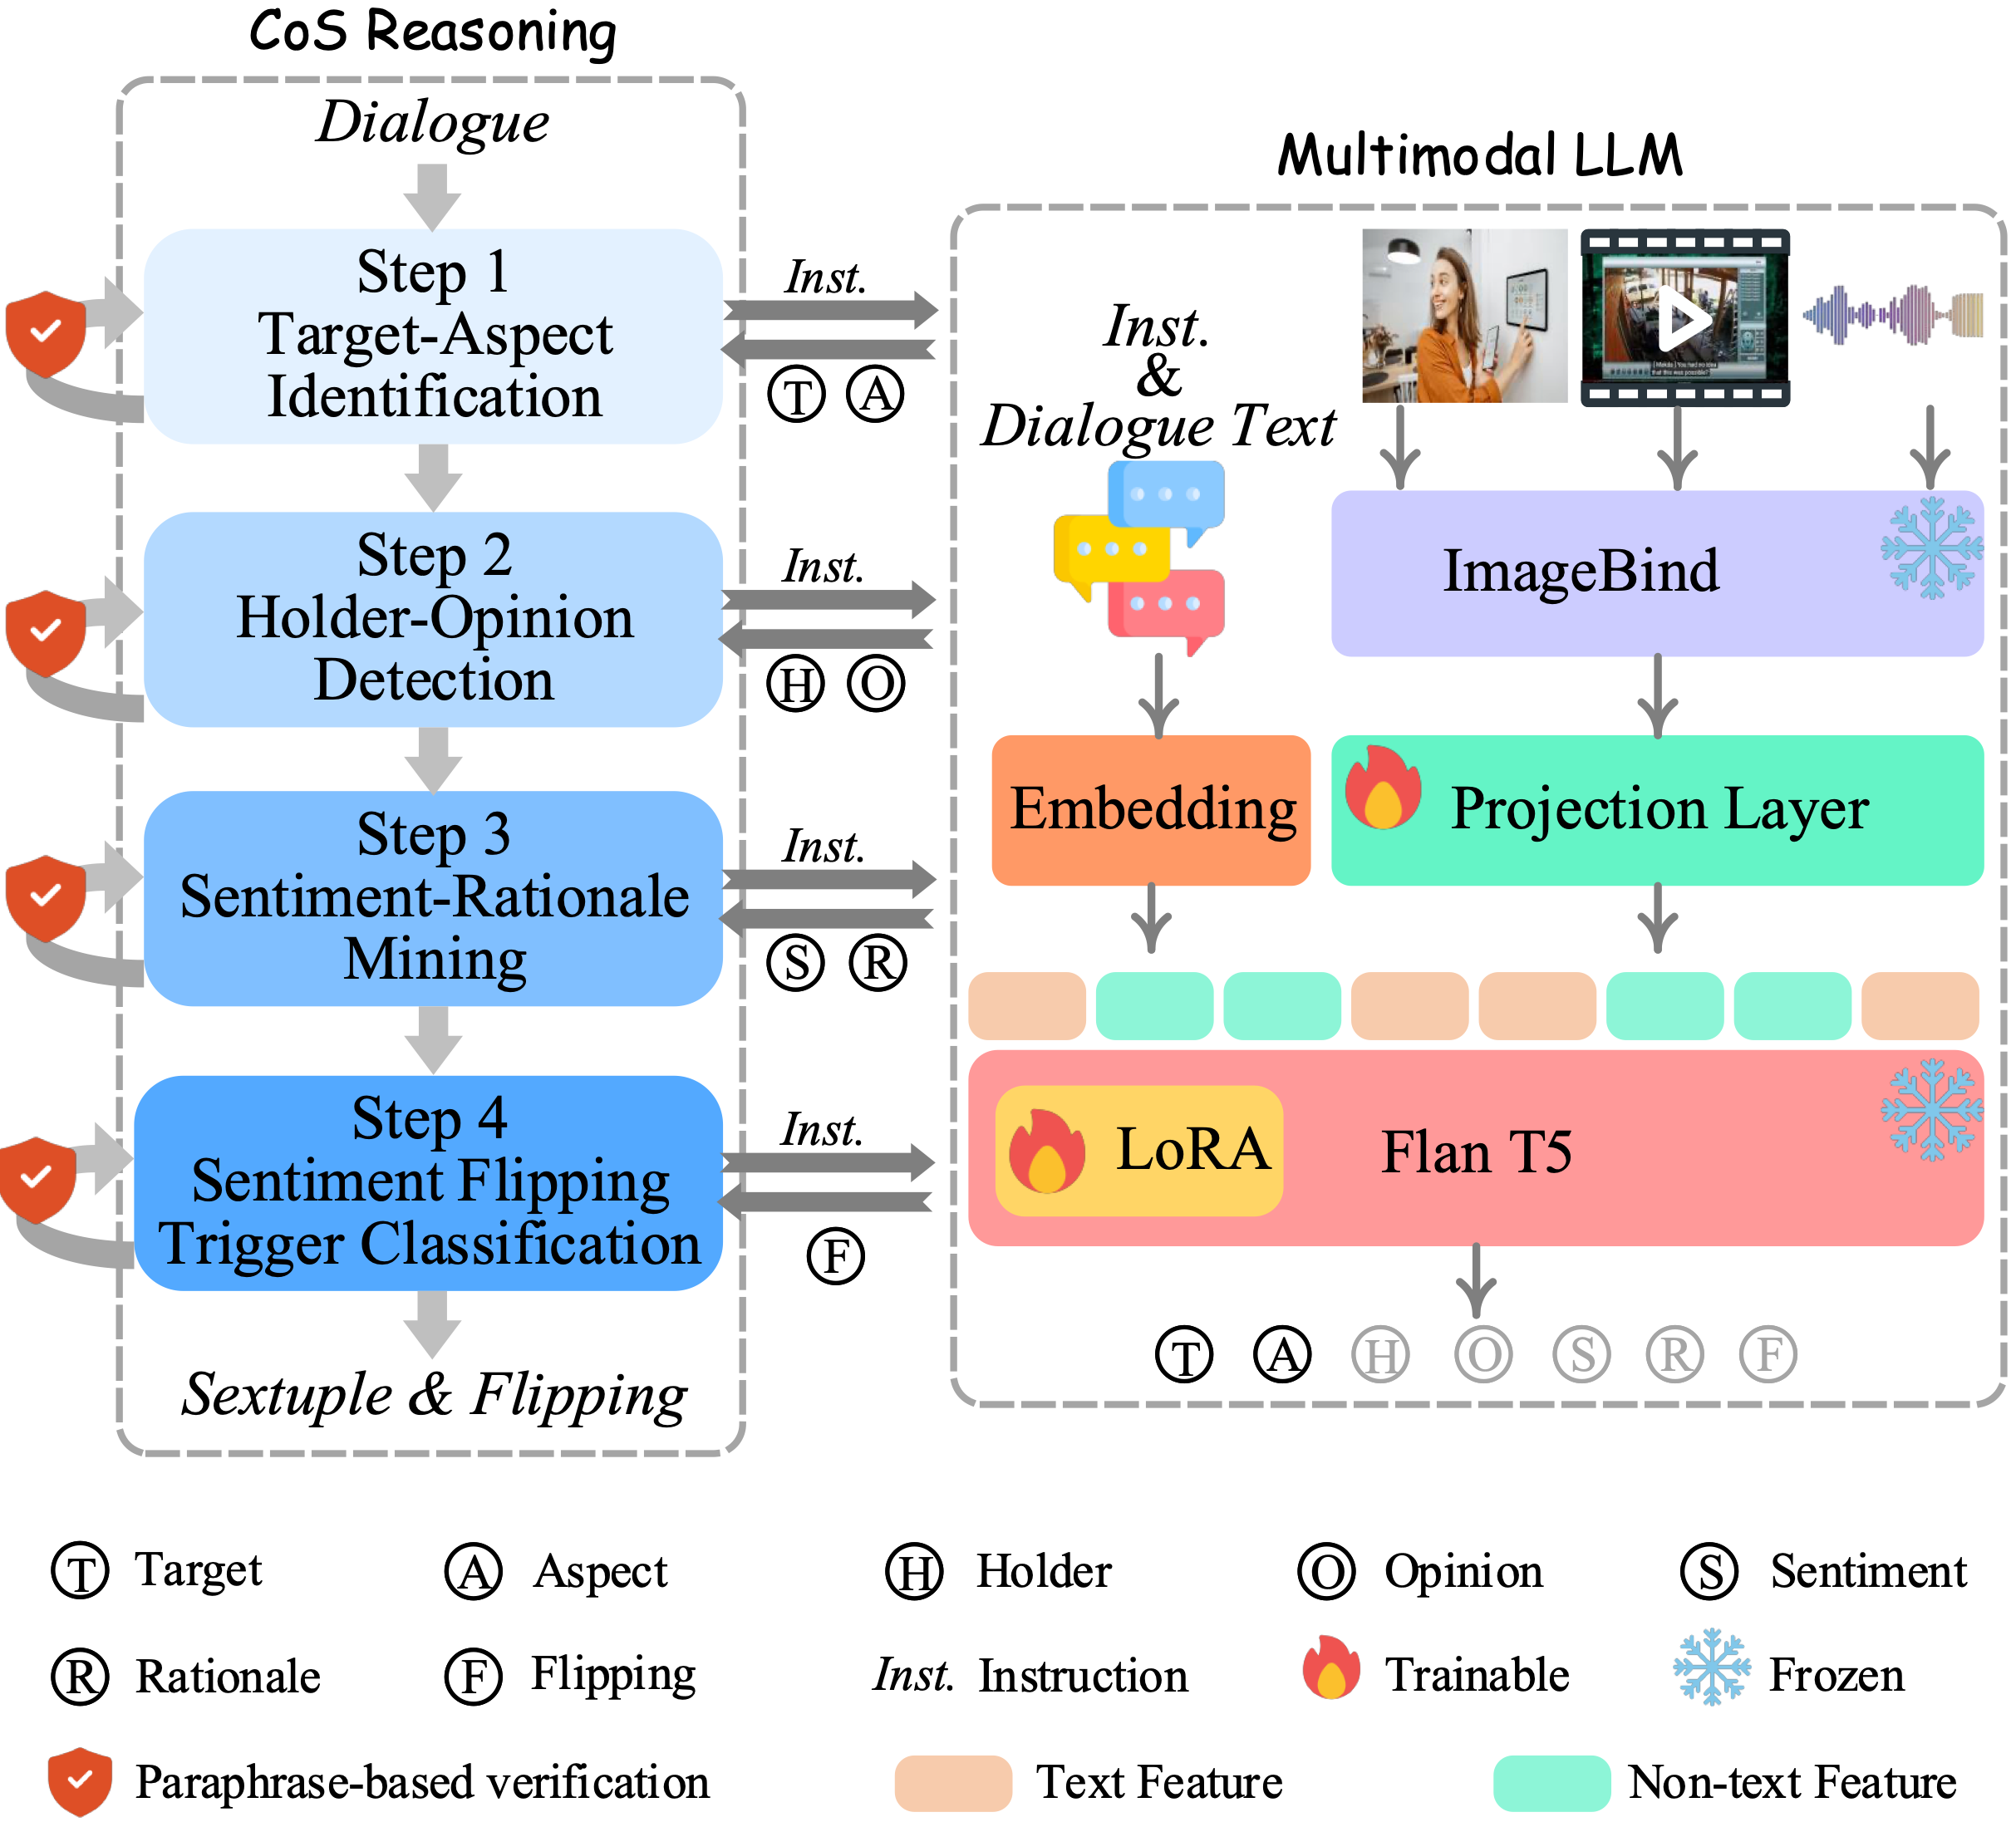 CoS Reasoning
Dialogue
Step 1
Target-Aspect
Identification
Step 2
Holder-Opinion
Detection
Step 3
Sentiment-Rationale
Mining
Step 4
Sentiment Flipping
Trigger Classification
Sextuple & Flipping
Inst.
T A
Inst.
H O
Inst.
S R
Inst.
F
Multimodal LLM
Inst.
&
Dialogue Text
ImageBind
Embedding
Projection Layer
LoRA
Flan T5
T A H O S R F
T Target
A Aspect
H Holder
O Opinion
S Sentiment
R Rationale
F Flipping
Inst. Instruction
Trainable
Frozen
Paraphrase-based verification
Text Feature
Non-text Feature